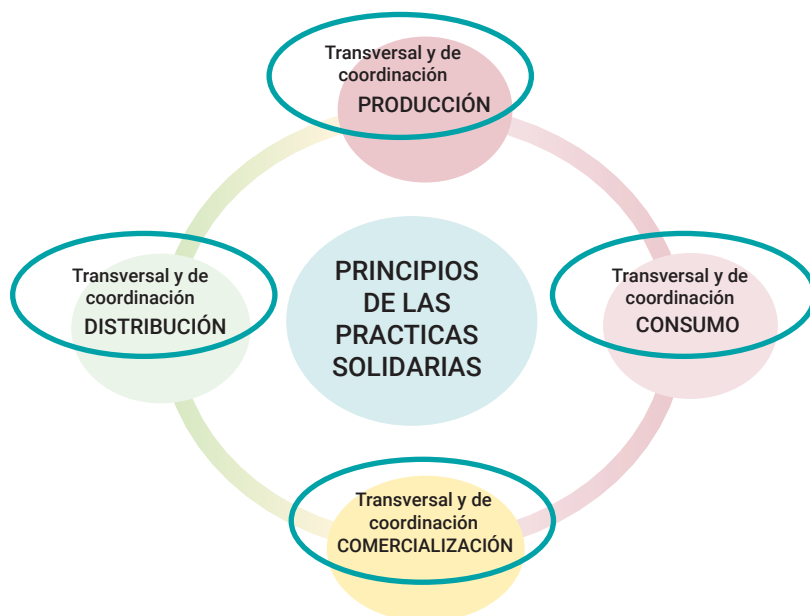 Transversal y de
coordinación
PRODUCCIÓN
Transversal y de
coordinación
DISTRIBUCIÓN
PRINCIPIOS
DE LAS
PRACTICAS
SOLIDARIAS
Transversal y de
coordinación
CONSUMO
Transversal y de
coordinación
COMERCIALIZACIÓN